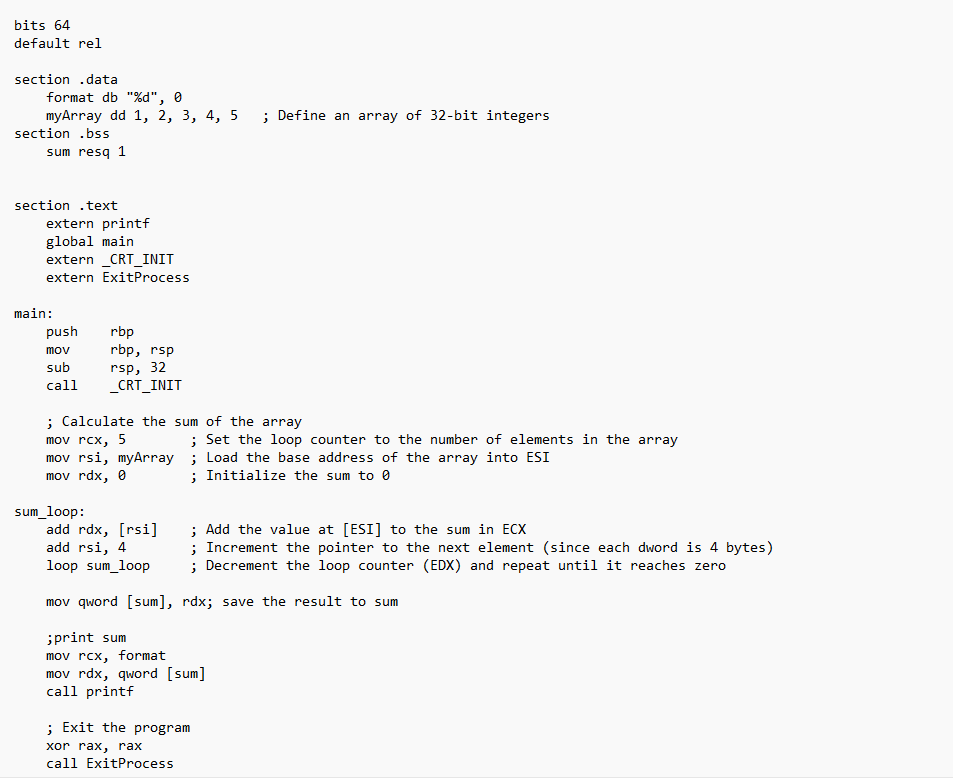 bits 64
default rel

section .data
    format db "%d", 0
    myArray dd 1, 2, 3, 4, 5   ; Define an array of 32-bit integers
section .bss
    sum resq 1


section .text
    extern printf
    global main
    extern _CRT_INIT
    extern ExitProcess

main:
    push    rbp
    mov     rbp, rsp
    sub     rsp, 32
    call    _CRT_INIT

    ; Calculate the sum of the array
    mov rcx, 5        ; Set the loop counter to the number of elements in the array
    mov rsi, myArray  ; Load the base address of the array into ESI
    mov rdx, 0        ; Initialize the sum to 0

sum_loop:
    add rdx, [rsi]    ; Add the value at [ESI] to the sum in ECX
    add rsi, 4        ; Increment the pointer to the next element (since each dword is 4 bytes)
    loop sum_loop     ; Decrement the loop counter (EDX) and repeat until it reaches zero

    mov qword [sum], rdx; save the result to sum

    ;print sum
    mov rcx, format
    mov rdx, qword [sum]
    call printf

    ; Exit the program
    xor rax, rax
    call ExitProcess